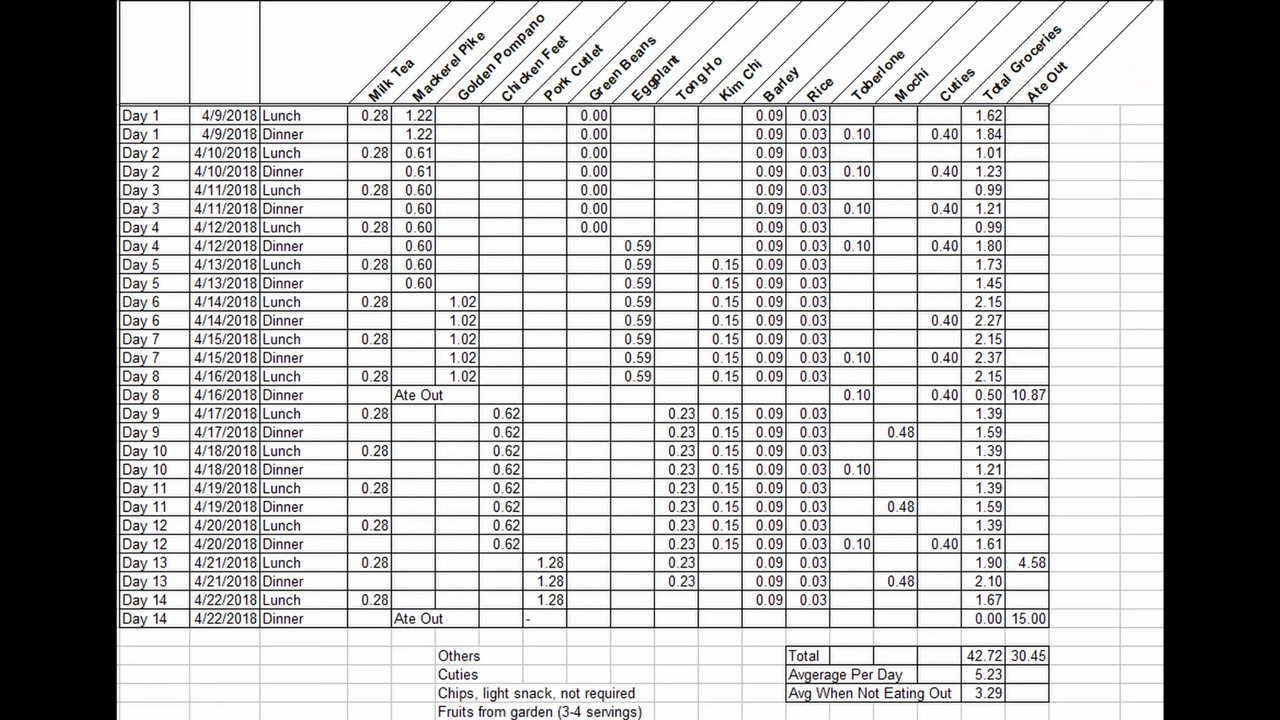 Milk Tea Mackerel Pike Golden Pompano Chicken Feet Pork Cutlet Green Beans Eggplant Tong Ho Kim Chi Barley Rice Toberlone Mochi Cuties Total Groceries Ate Out
Day 1 4/9/2018 Lunch 0.28 1.22 0.00 0.09 0.03 1.62
Day 1 4/9/2018 Dinner 1.22 0.00 0.09 0.03 0.10 0.40 1.84
Day 2 4/10/2018 Lunch 0.28 0.61 0.00 0.09 0.03 1.01
Day 2 4/10/2018 Dinner 0.61 0.00 0.09 0.03 0.10 0.40 1.23
Day 3 4/11/2018 Lunch 0.28 0.60 0.00 0.09 0.03 0.99
Day 3 4/11/2018 Dinner 0.60 0.00 0.09 0.03 0.10 0.40 1.21
Day 4 4/12/2018 Lunch 0.28 0.60 0.00 0.09 0.03 0.99
Day 4 4/12/2018 Dinner 0.60 0.59 0.09 0.03 0.10 0.40 1.80
Day 5 4/13/2018 Lunch 0.28 0.60 0.59 0.15 0.09 0.03 1.73
Day 5 4/13/2018 Dinner 0.60 0.59 0.15 0.09 0.03 1.45
Day 6 4/14/2018 Lunch 0.28 1.02 0.59 0.15 0.09 0.03 2.15
Day 6 4/14/2018 Dinner 1.02 0.59 0.15 0.09 0.03 0.40 2.27
Day 7 4/15/2018 Lunch 0.28 1.02 0.59 0.15 0.09 0.03 2.15
Day 7 4/15/2018 Dinner 1.02 0.59 0.15 0.09 0.03 0.10 0.40 2.37
Day 8 4/16/2018 Lunch 0.28 1.02 0.59 0.15 0.09 0.03 2.15
Day 8 4/16/2018 Dinner Ate Out 0.10 0.40 0.50 10.87
Day 9 4/17/2018 Lunch 0.28 0.62 0.23 0.15 0.09 0.03 1.39
Day 9 4/17/2018 Dinner 0.62 0.23 0.15 0.09 0.03 0.48 1.59
Day 10 4/18/2018 Lunch 0.28 0.62 0.23 0.15 0.09 0.03 1.39
Day 10 4/18/2018 Dinner 0.62 0.23 0.15 0.09 0.03 0.10 1.21
Day 11 4/19/2018 Lunch 0.28 0.62 0.23 0.15 0.09 0.03 1.39
Day 11 4/19/2018 Dinner 0.62 0.23 0.15 0.09 0.03 0.48 1.59
Day 12 4/20/2018 Lunch 0.28 0.62 0.23 0.15 0.09 0.03 1.39
Day 12 4/20/2018 Dinner 0.62 0.23 0.15 0.09 0.03 0.10 0.40 1.61
Day 13 4/21/2018 Lunch 0.28 1.28 0.23 0.09 0.03 1.90 4.58
Day 13 4/21/2018 Dinner 1.28 0.23 0.09 0.03 0.48 2.10
Day 14 4/22/2018 Lunch 0.28 1.28 0.09 0.03 1.67
Day 14 4/22/2018 Dinner Ate Out - 0.00 15.00
Others Total 42.72 30.45
Cuties Avgerage Per Day 5.23
Chips, light snack, not required Avg When Not Eating Out 3.29
Fruits from garden (3-4 servings)